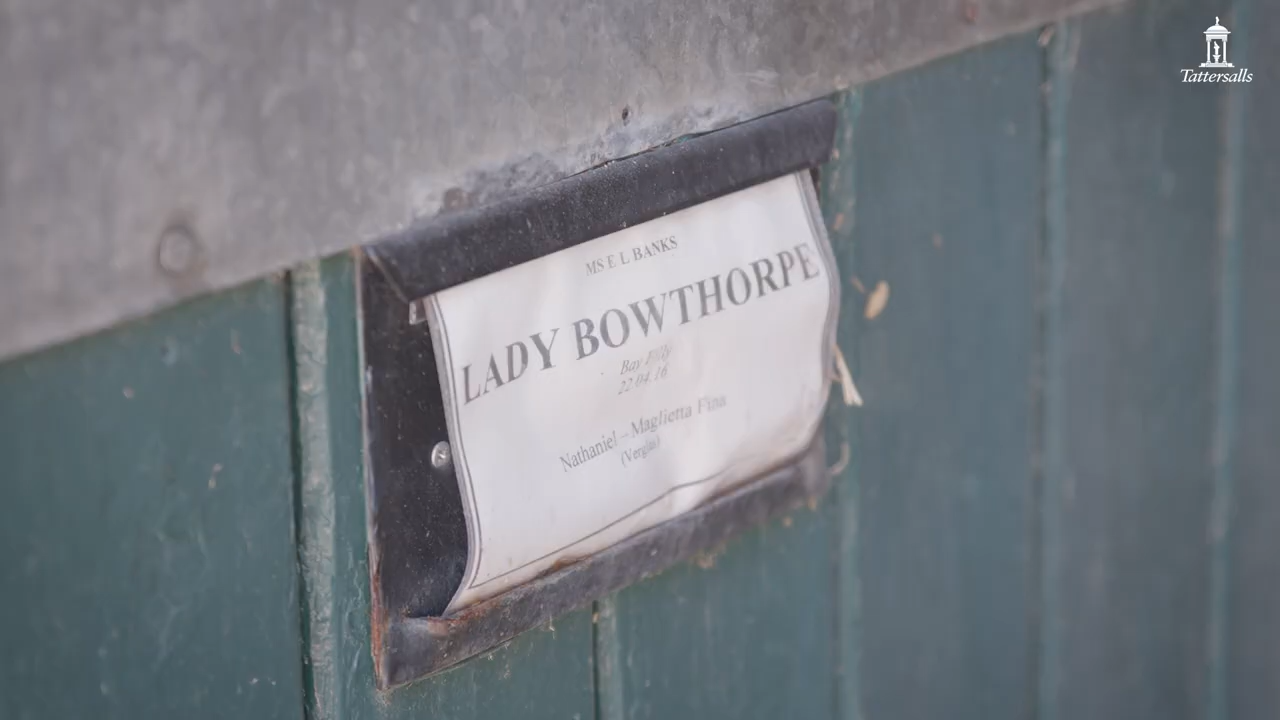 Tattersalls
MS E L BANKS
LADY BOWTHORPE
Bay Filly
22.04.16
Nathaniel – Maglietta Fina
(Verglas)